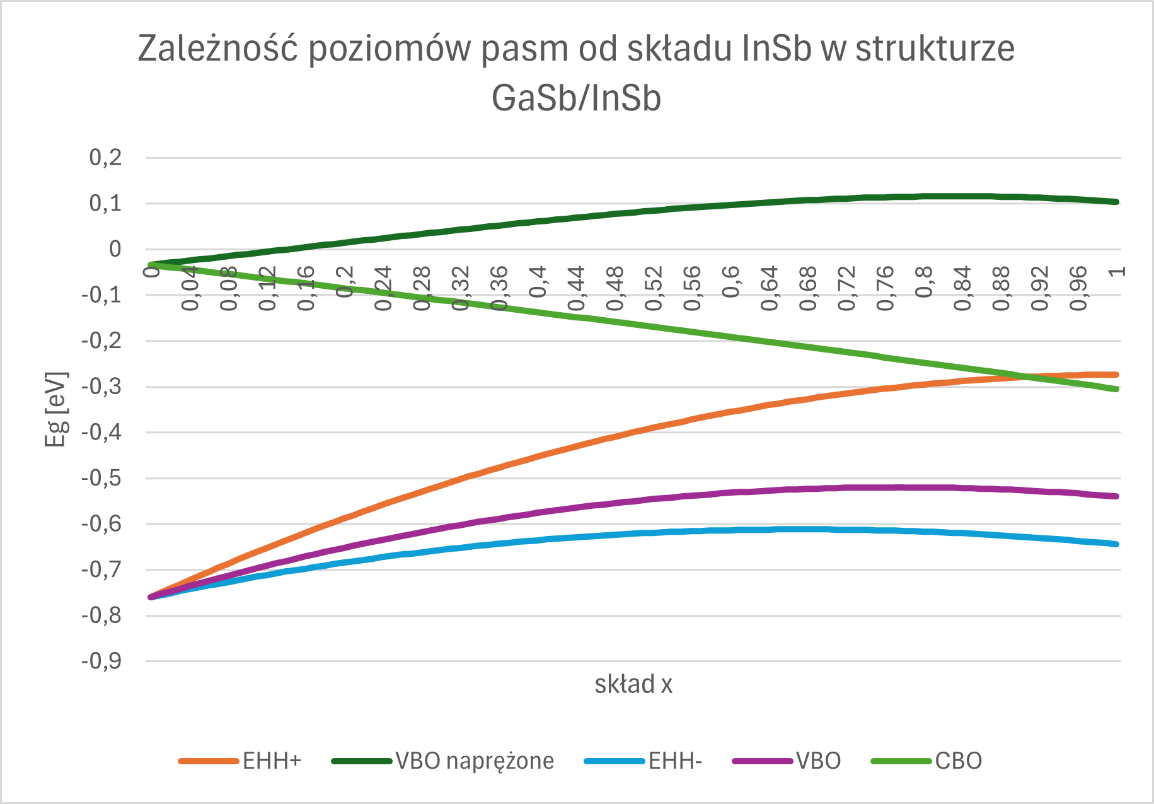 Zależność poziomów pasm od składu InSb w strukturze
GaSb/InSb
0,2
0,1
0
-0,1
-0,2
-0,3
-0,4
-0,5
-0,6
-0,7
-0,8
-0,9
Eg [eV]
0 0,04 0,08 0,12 0,16 0,2 0,24 0,28 0,32 0,36 0,4 0,44 0,48 0,52 0,56 0,6 0,64 0,68 0,72 0,76 0,8 0,84 0,88 0,92 0,96 1
skład x
EHH+ VBO naprężone EHH- VBO CBO